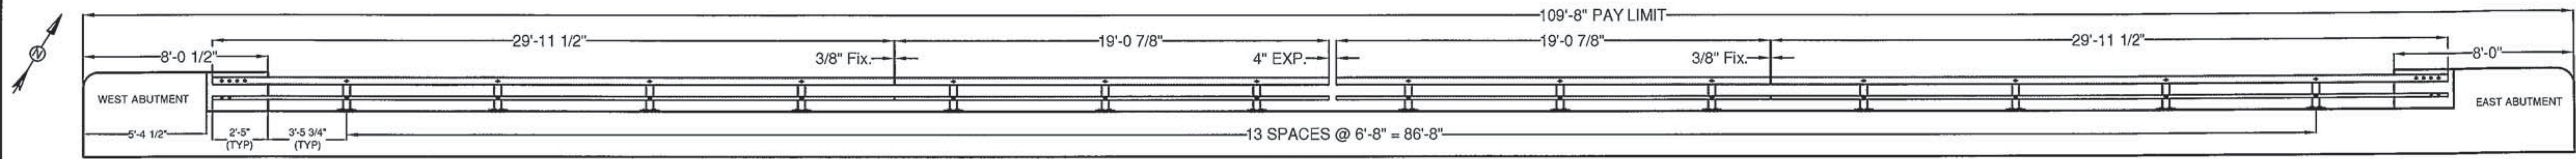 109'-8" PAY LIMIT
29'-11 1/2"
19'-0 7/8"
19'-0 7/8"
29'-11 1/2"
8'-0 1/2"
3/8" Fix.
4" EXP.
3/8" Fix.
8'-0"
N
WEST ABUTMENT
EAST ABUTMENT
5'-4 1/2"
2'-5"
(TYP)
3'-5 3/4"
(TYP)
13 SPACES @ 6'-8" = 86'-8"